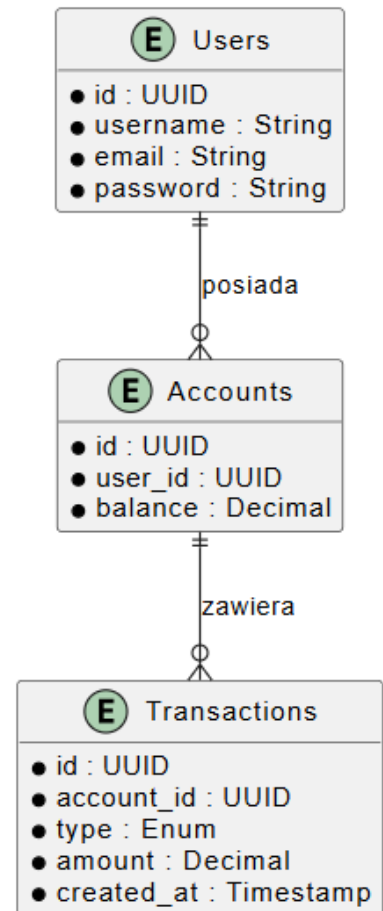 E Users
id : UUID
username : String
email : String
password : String
posiada
E Accounts
id : UUID
user_id : UUID
balance : Decimal
zawiera
E Transactions
id : UUID
account_id : UUID
type : Enum
amount : Decimal
created_at : Timestamp